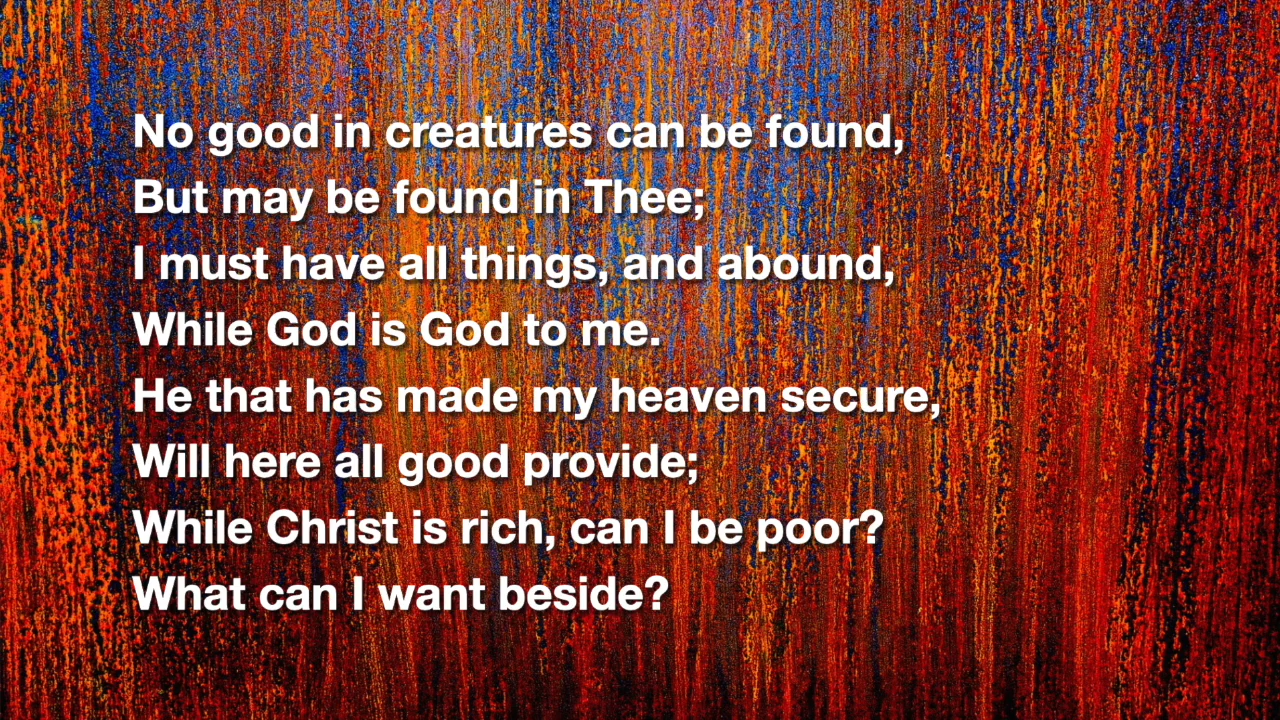 No good in creatures can be found,
But may be found in Thee;
I must have all things, and abound,
While God is God to me.
He that has made my heaven secure,
Will here all good provide;
While Christ is rich, can I be poor?
What can I want beside?